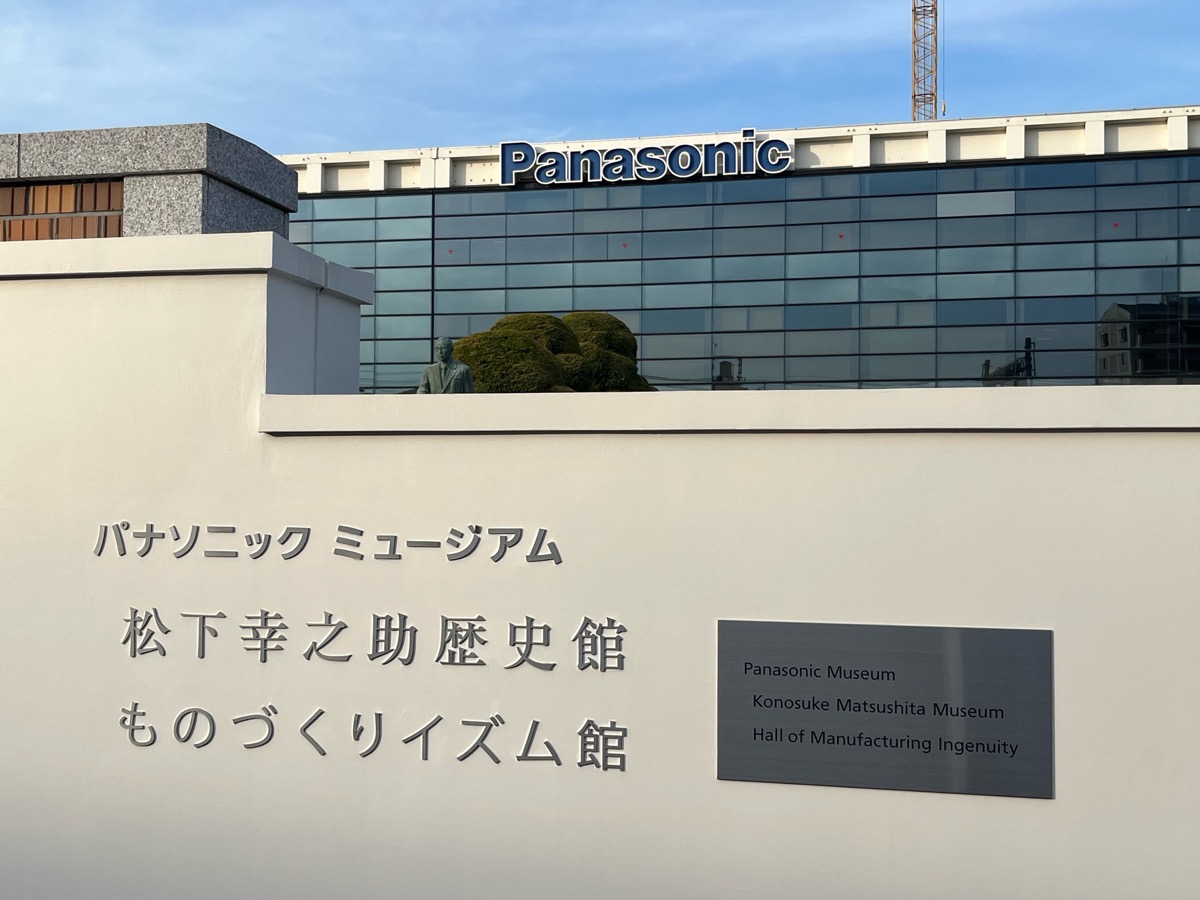 Panasonic
パナソニック ミュージアム
松下幸之助歴史館
ものづくりイズム館
Panasonic Museum
Konosuke Matsushita Museum
Hall of Manufacturing Ingenuity